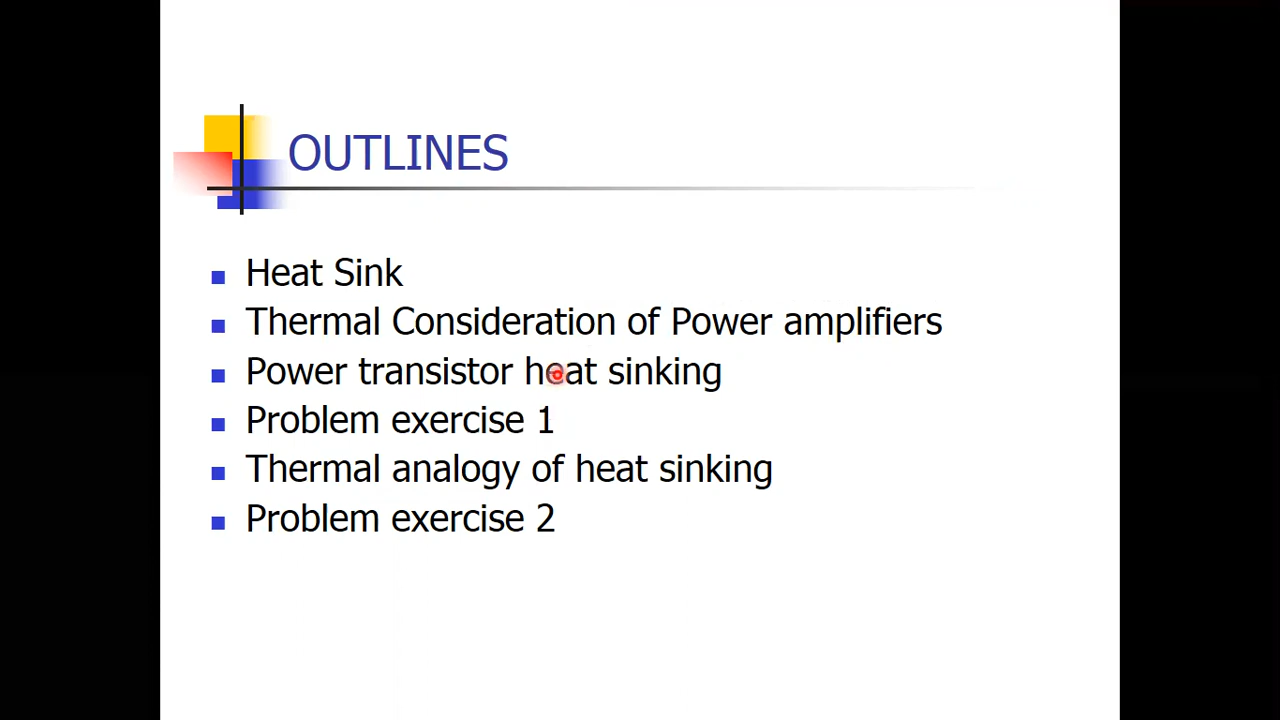 OUTLINES
Heat Sink
Thermal Consideration of Power amplifiers
Power transistor heat sinking
Problem exercise 1
Thermal analogy of heat sinking
Problem exercise 2